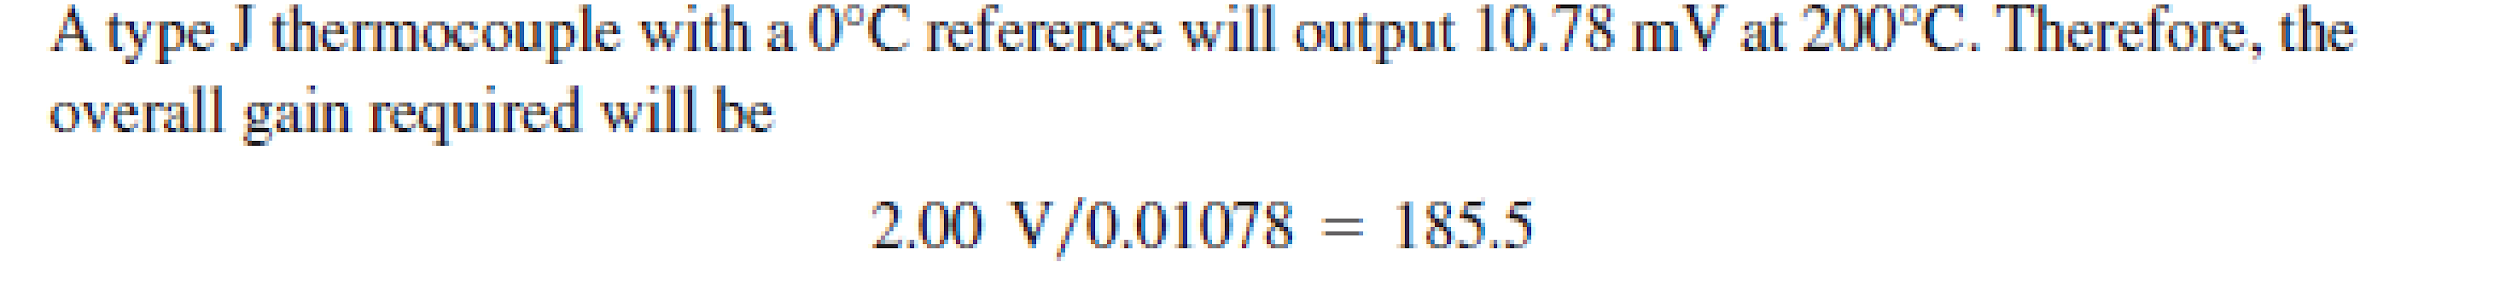 A type J thermocouple with a 0°C reference will output 10.78 mV at 200°C. Therefore, the
overall gain required will be
2.00 V/0.01078 = 185.5